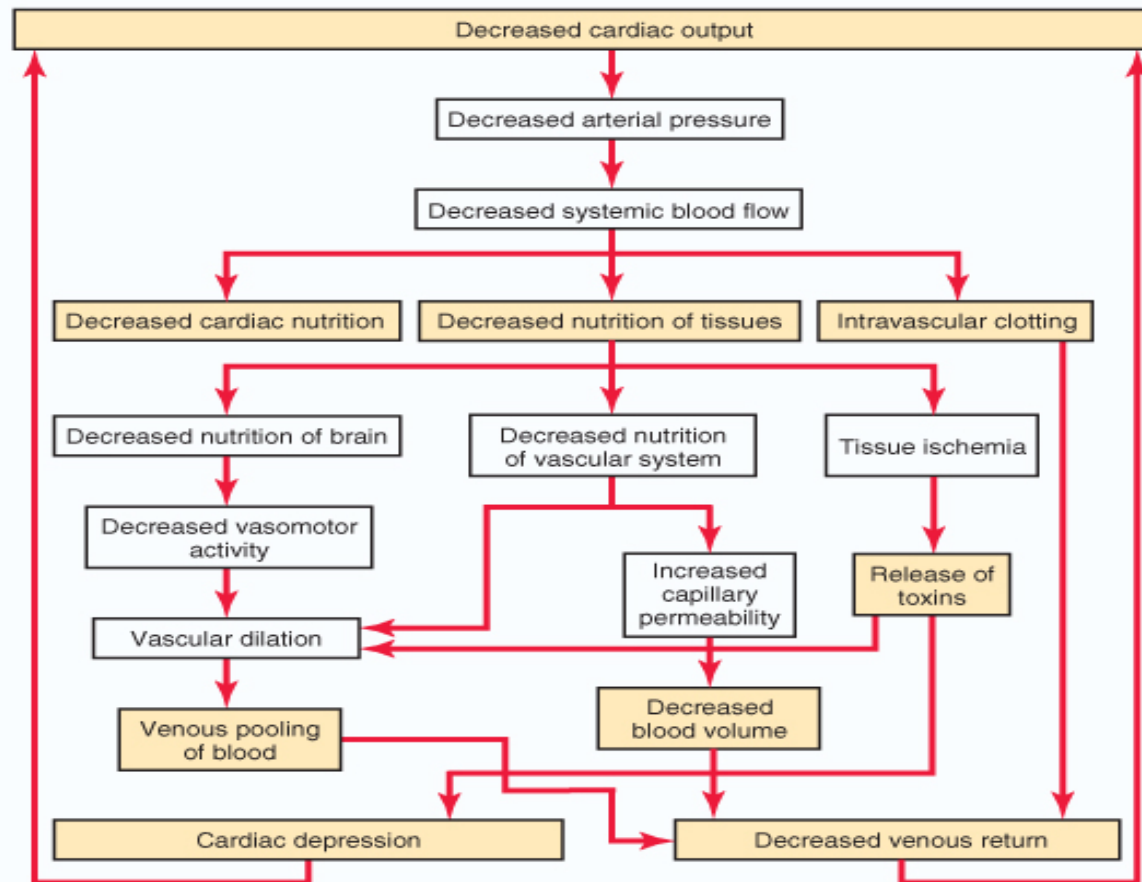 Decreased cardiac output
Decreased arterial pressure
Decreased systemic blood flow
Decreased cardiac nutrition
Decreased nutrition of tissues
Intravascular clotting
Decreased nutrition of brain
Decreased nutrition
of vascular system
Tissue ischemia
Decreased vasomotor
activity
Increased
capillary
permeability
Release of
toxins
Vascular dilation
Venous pooling
of blood
Decreased
blood volume
Cardiac depression
Decreased venous return